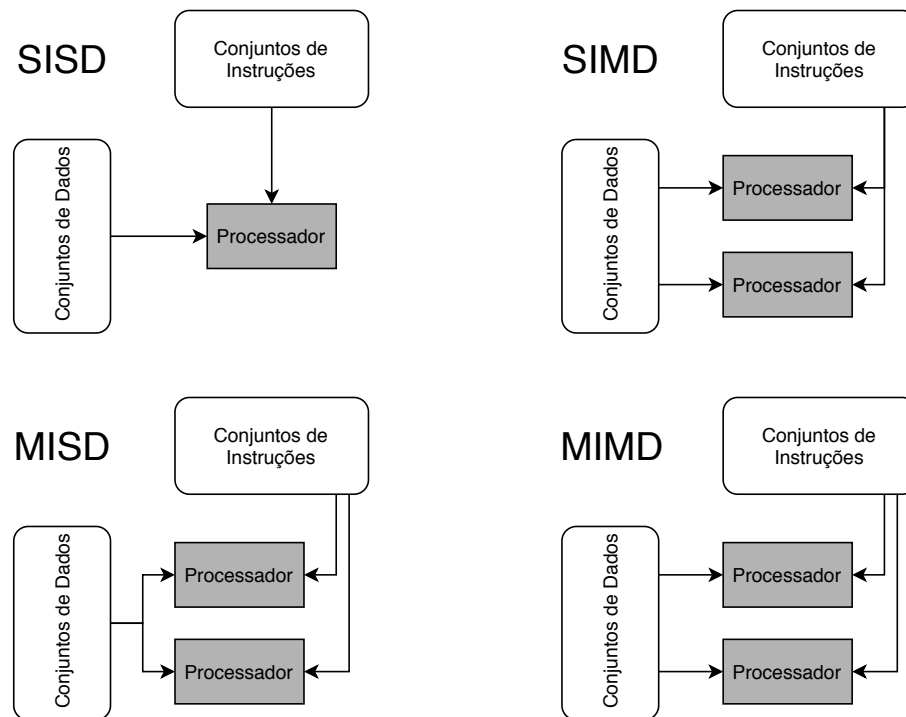 SISD
Conjuntos de
Instruções
Conjuntos de Dados
Processador
SIMD
Conjuntos de
Instruções
Conjuntos de Dados
Processador
Processador
MISD
Conjuntos de
Instruções
Conjuntos de Dados
Processador
Processador
MIMD
Conjuntos de
Instruções
Conjuntos de Dados
Processador
Processador